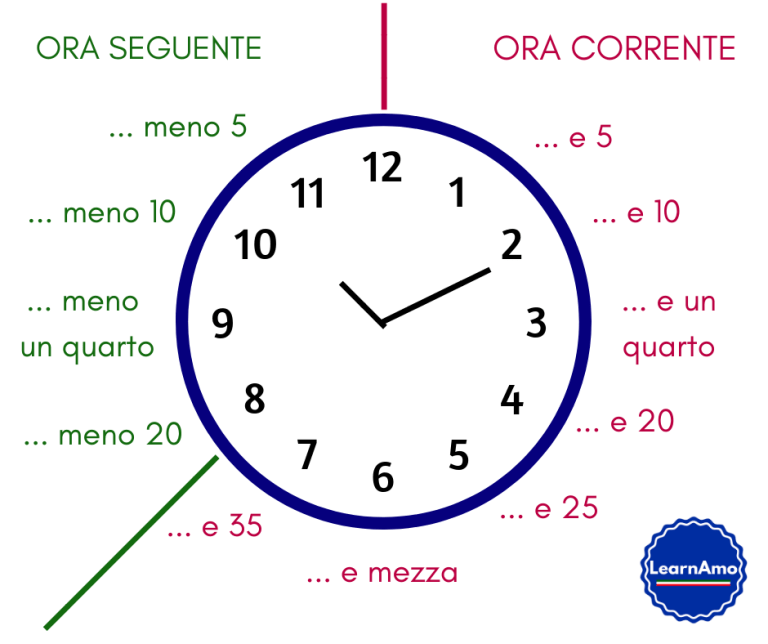 ORA SEGUENTE
ORA CORRENTE
... meno 5
... e 5
... meno 10
... e 10
... meno
un quarto
... e un
quarto
... meno 20
... e 20
... e 35
... e 25
... e mezza
12
1
2
3
4
5
6
7
8
9
10
11
LearnAmo